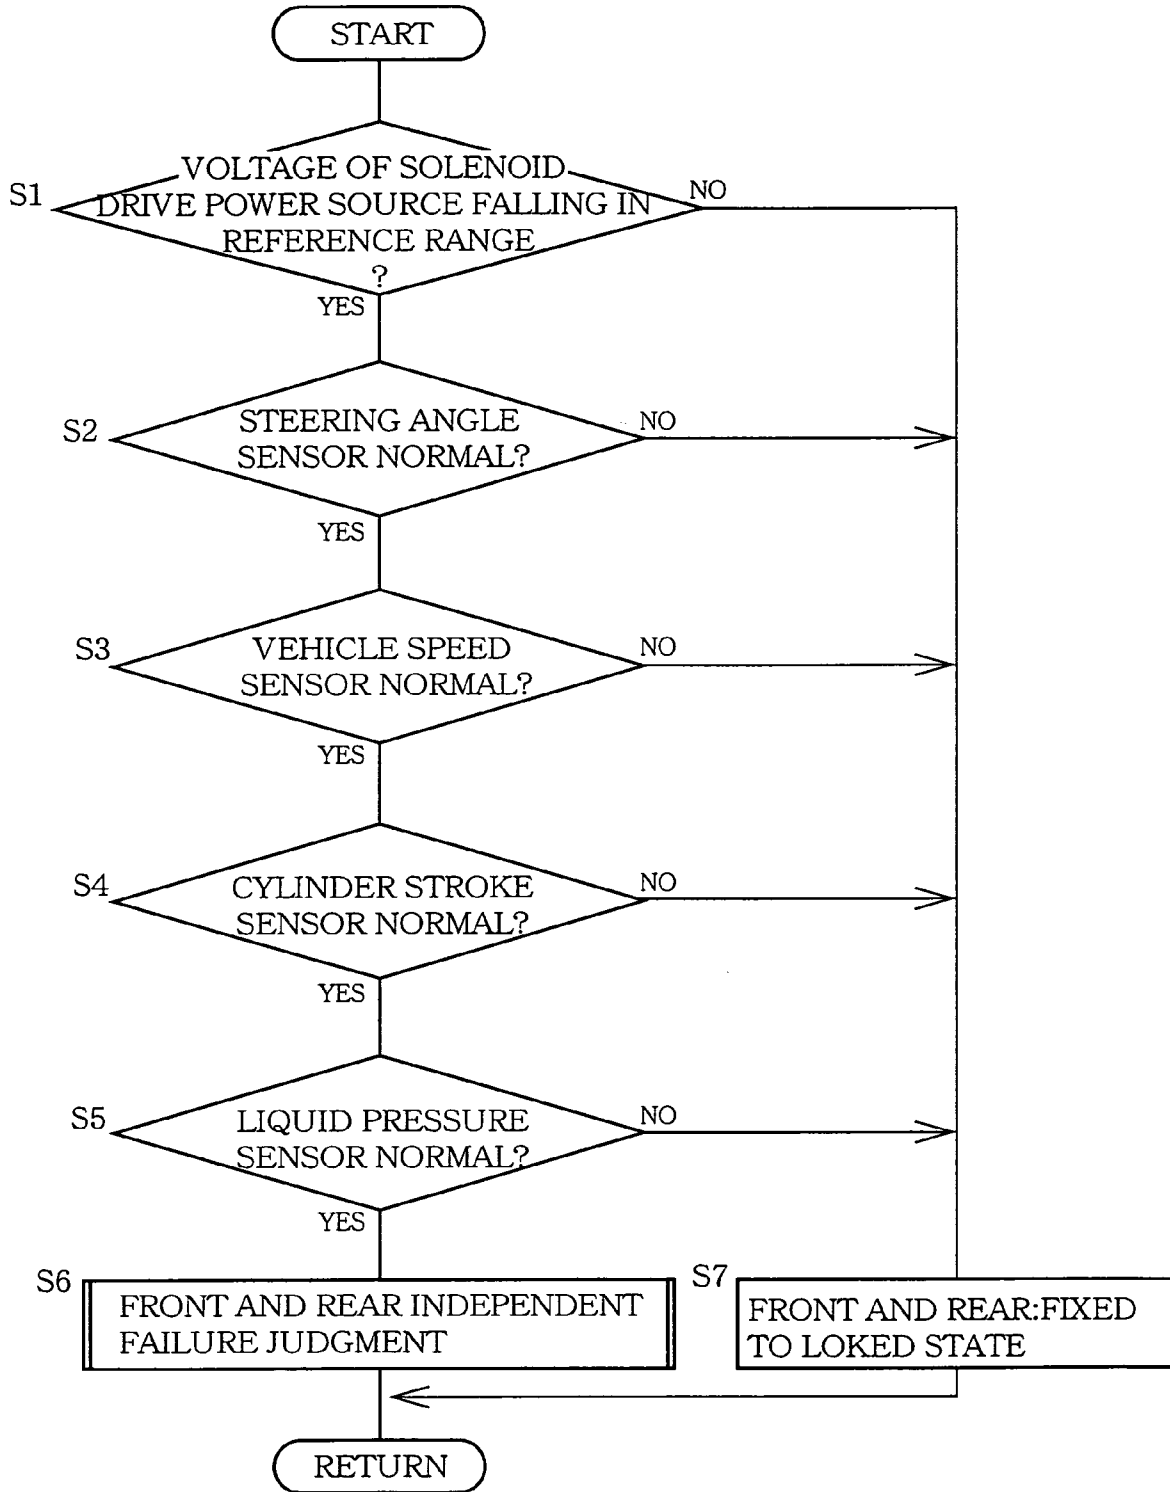 START
S1
VOLTAGE OF SOLENOID
DRIVE POWER SOURCE FALLING IN
REFERENCE RANGE
?
NO
YES
S2
STEERING ANGLE
SENSOR NORMAL?
NO
YES
S3
VEHICLE SPEED
SENSOR NORMAL?
NO
YES
S4
CYLINDER STROKE
SENSOR NORMAL?
NO
YES
S5
LIQUID PRESSURE
SENSOR NORMAL?
NO
YES
S6
FRONT AND REAR INDEPENDENT
FAILURE JUDGMENT
S7
FRONT AND REAR:FIXED
TO LOKED STATE
RETURN